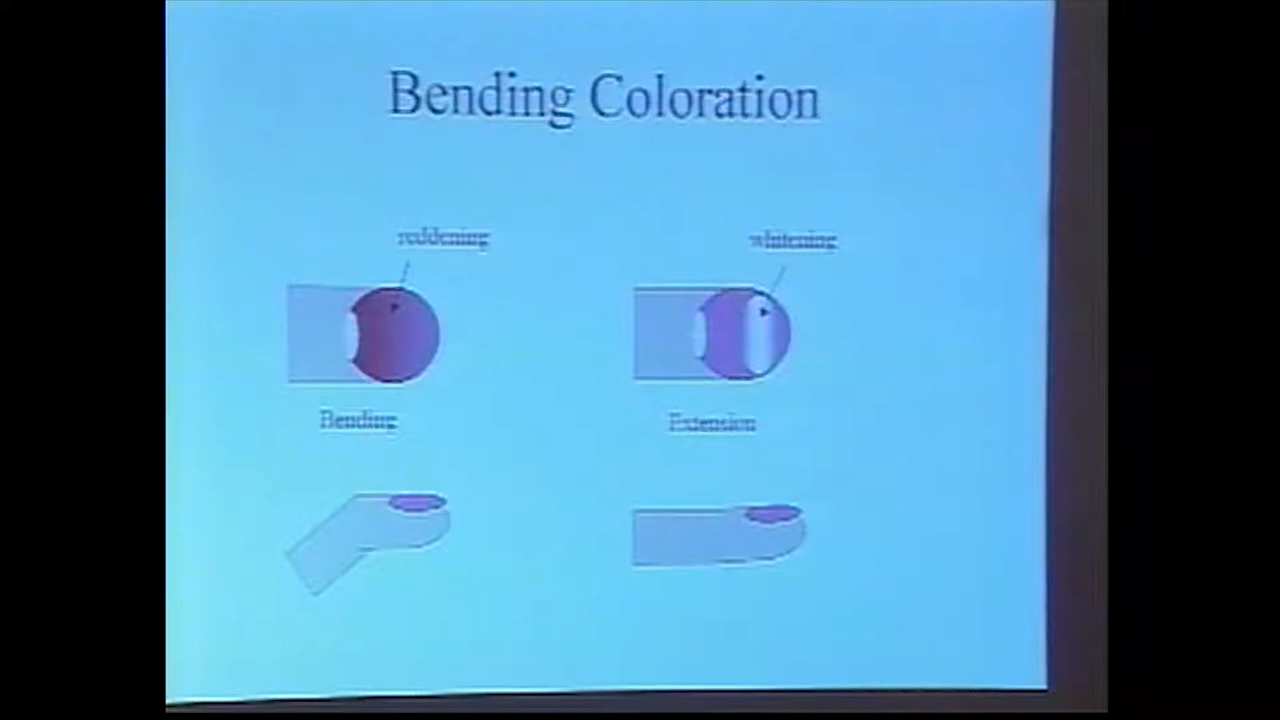 Bending Coloration
reddening
whitening
Bending
Extension